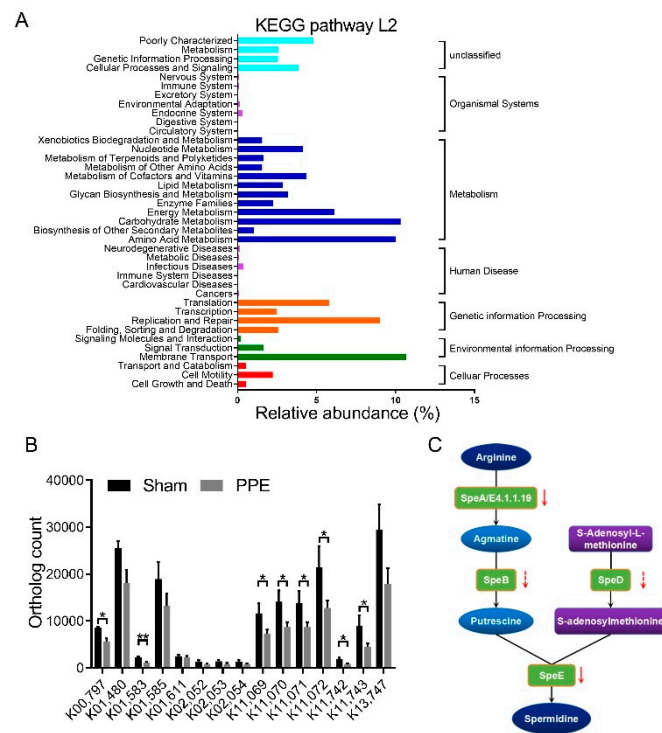 A
KEGG pathway L2
Poorly Characterized
Metabolism
Genetic Information Processing
Cellular Processes and Signaling
unclassified
Nervous System
Immune System
Excretory System
Environmental Adaptation
Endocrine System
Digestive System
Circulatory System
Organismal Systems
Xenobiotics Biodegradation and Metabolism
Nucleotide Metabolism
Metabolism of Terpenoids and Polyketides
Metabolism of Other Amino Acids
Metabolism of Cofactors and Vitamins
Lipid Metabolism
Glycan Biosynthesis and Metabolism
Enzyme Families
Energy Metabolism
Carbohydrate Metabolism
Biosynthesis of Other Secondary Metabolites
Amino Acid Metabolism
Metabolism
Neurodegenerative Diseases
Metabolic Diseases
Infectious Diseases
Immune System Diseases
Cardiovascular Diseases
Cancers
Human Disease
Translation
Transcription
Replication and Repair
Folding, Sorting and Degradation
Genetic information Processing
Signaling Molecules and Interaction
Signal Transduction
Membrane Transport
Environmental information Processing
Transport and Catabolism
Cell Motility
Cell Growth and Death
Celluar Processes
0 5 10 15
Relative abundance (%)
B
Sham PPE
Ortholog count
40000
30000
20000
10000
0
* ** * * * * * *
K00,797
K01,480
K01,583
K01,585
K01,611
K02,052
K02,053
K02,054
K11,069
K11,070
K11,071
K11,072
K11,742
K11,743
K13,747
C
Arginine
SpeA/E4.1.1.19
Agmatine
SpeB
Putrescine
S-Adenosyl-L-
methionine
SpeD
S-adenosylmethionine
SpeE
Spermidine